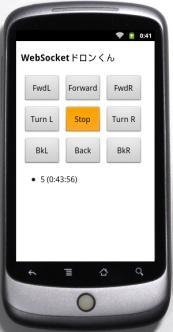 0:41
WebSocketドロンくん
FwdL Forward FwdR
Turn L Stop Turn R
BkL Back BkR
5 (0:43:56)